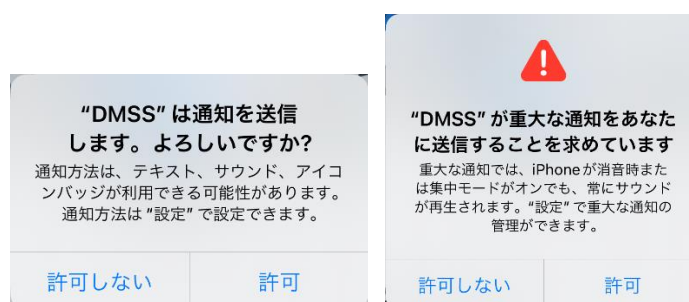 “DMSS” は通知を送信
します。よろしいですか?
通知方法は、テキスト、サウンド、アイコ
ンバッジが利用できる可能性があります。
通知方法は “設定” で設定できます。
許可しない
許可
“DMSS” が重大な通知をあなた
に送信することを求めています
重大な通知では、iPhoneが消音時また
は集中モードがオンでも、常にサウンド
が再生されます。“設定” で重大な通知の
管理ができます。
許可しない
許可